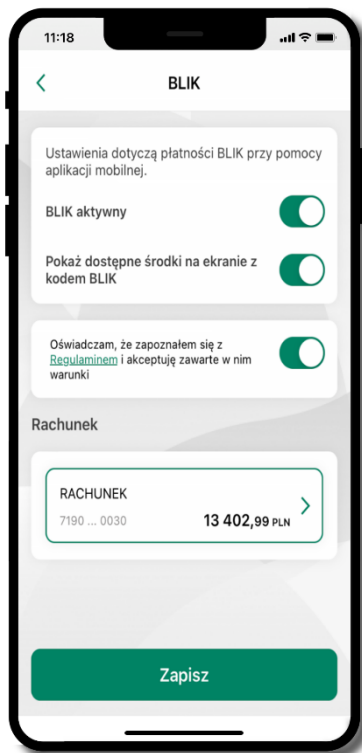 11:18
BLIK
Ustawienia dotyczą płatności BLIK przy pomocy
aplikacji mobilnej.
BLIK aktywny
Pokaż dostępne środki na ekranie z
kodem BLIK
Oświadczam, że zapoznałem się z
Regulaminem i akceptuję zawarte w nim
warunki
Rachunek
RACHUNEK
7190 ... 0030 13 402,99 PLN
Zapisz